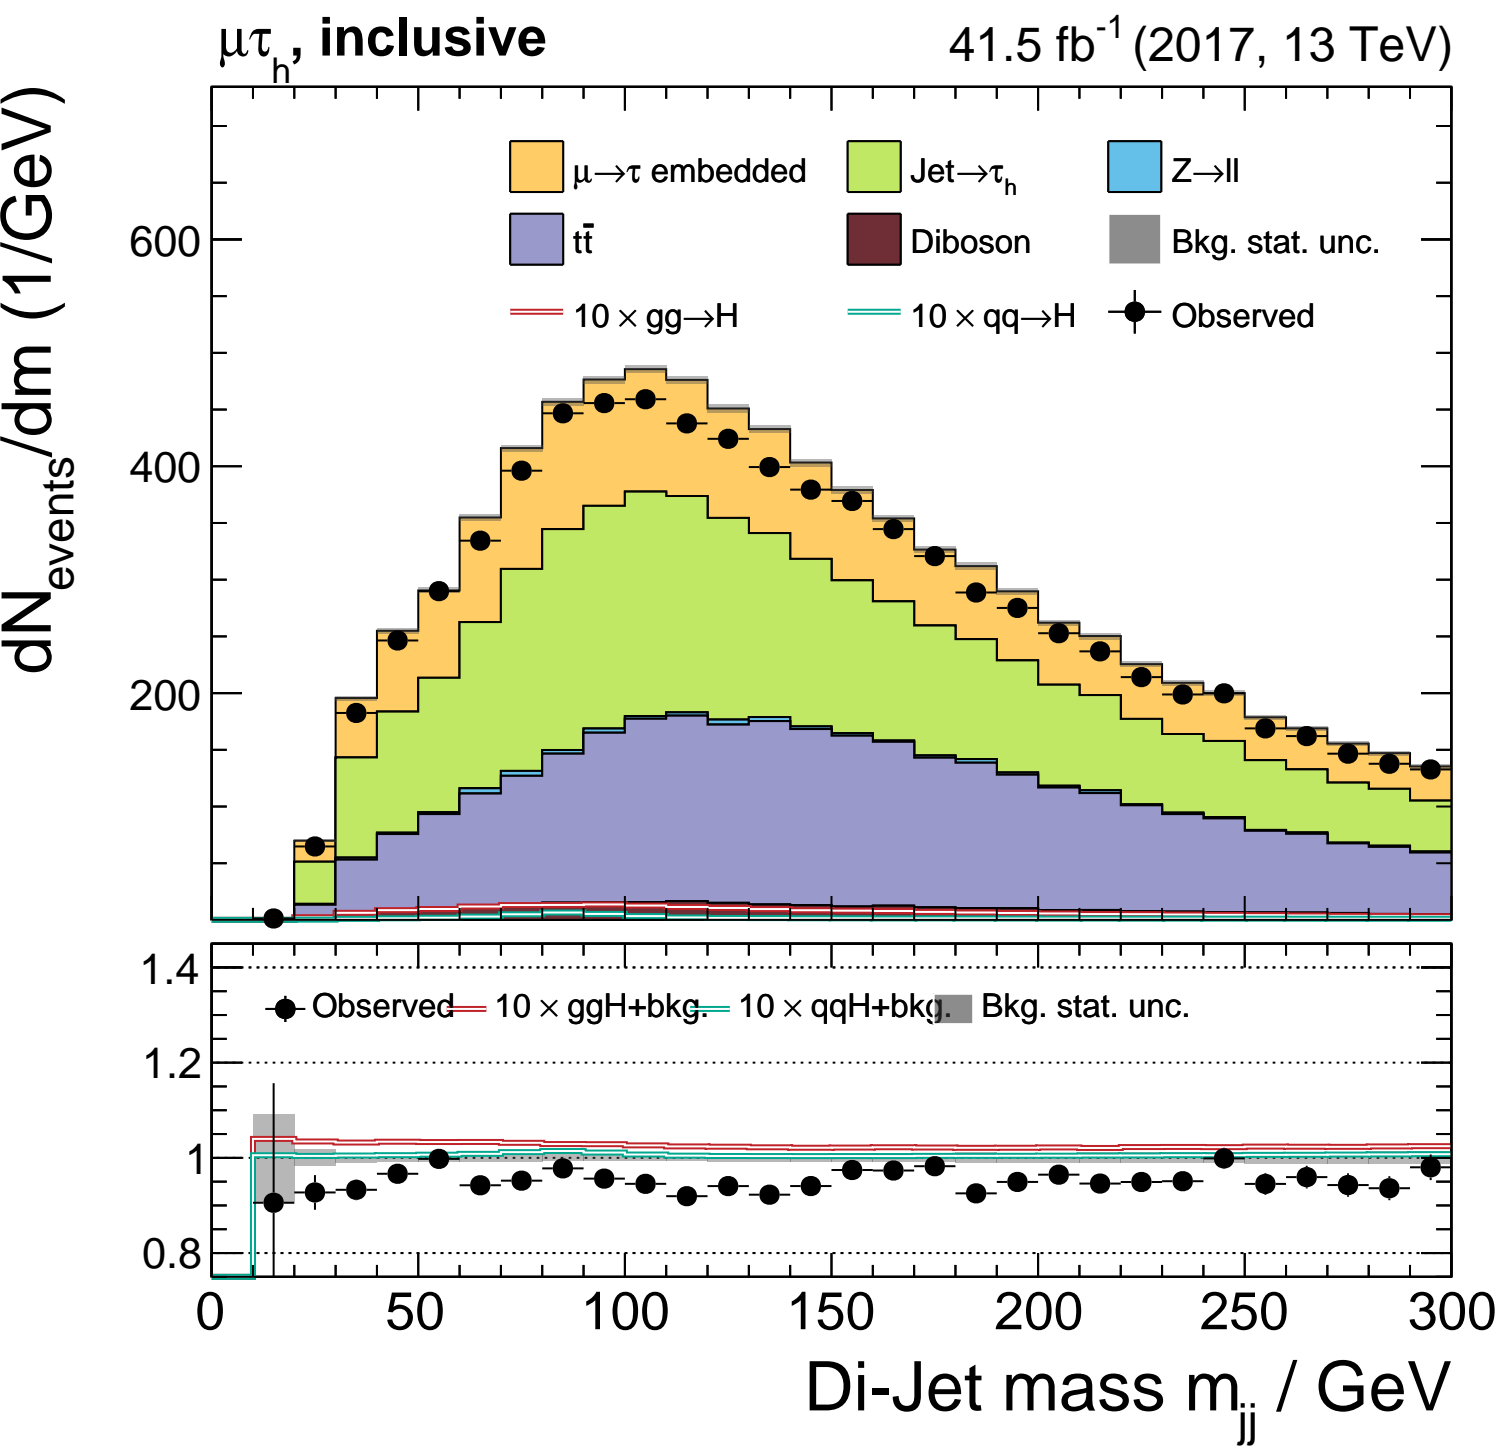 μτh, inclusive
41.5 fb-1 (2017, 13 TeV)
dNevents/dm (1/GeV)
μ→τ embedded
Jet→τh
Z→ll
tt̄
Diboson
Bkg. stat. unc.
10 × gg→H
10 × qq→H
Observed
600
400
200
1.4
Observed
10 × ggH+bkg.
10 × qqH+bkg.
Bkg. stat. unc.
1.2
1
0.8
0 50 100 150 200 250 300
Di-Jet mass mjj / GeV